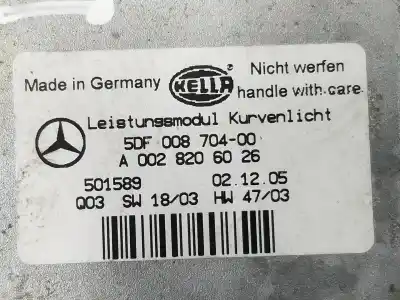 Made in Germany
HELLA
Nicht werfen
handle with care
Leistungsmodul Kurvenlicht
5DF 008 704-00
A 002 820 60 26
501589 02.12.05
Q03 SW 18/03 HW 47/03